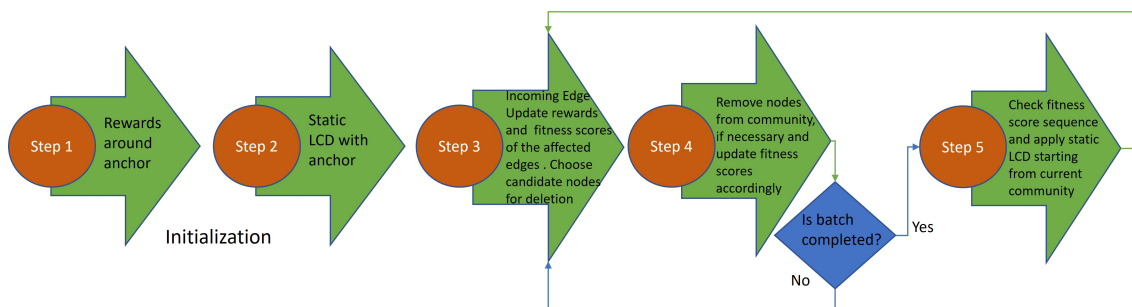 Step 1
Rewards
around
anchor
Step 2
Static
LCD with
anchor
Initialization
Step 3
Incoming Edge
Update rewards
and fitness scores
of the affected
edges . Choose
candidate nodes
for deletion
Step 4
Remove nodes
from community,
if necessary and
update fitness
scores
accordingly
Is batch
completed?
Yes
No
Step 5
Check fitness
score sequence
and apply static
LCD starting
from current
community